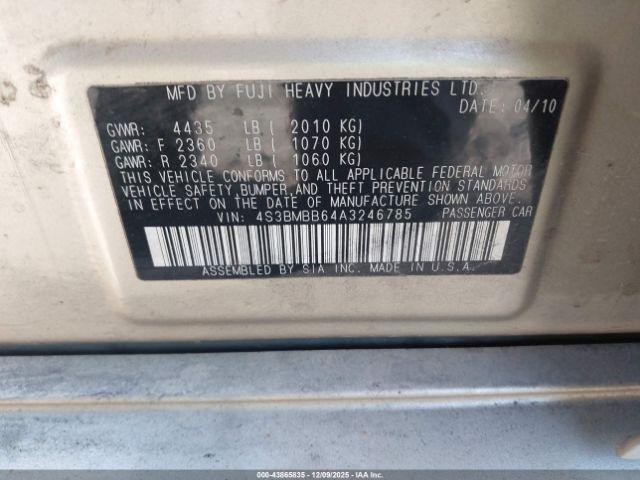 MFD BY FUJI HEAVY INDUSTRIES LTD.
DATE: 04/10
GVWR: 4435 LB ( 2010 KG)
GAWR: F 2360 LB ( 1070 KG)
GAWR: R 2340 LB ( 1060 KG)
THIS VEHICLE CONFORMS TO ALL APPLICABLE FEDERAL MOTOR
VEHICLE SAFETY, BUMPER, AND THEFT PREVENTION STANDARDS
IN EFFECT ON THE DATE OF MANUFACTURE SHOWN ABOVE.
VIN: 4S3BMBB64A3246785 PASSENGER CAR
ASSEMBLED BY SIA INC. MADE IN U.S.A.
000-43865835 - 12/09/2025 - IAA Inc.